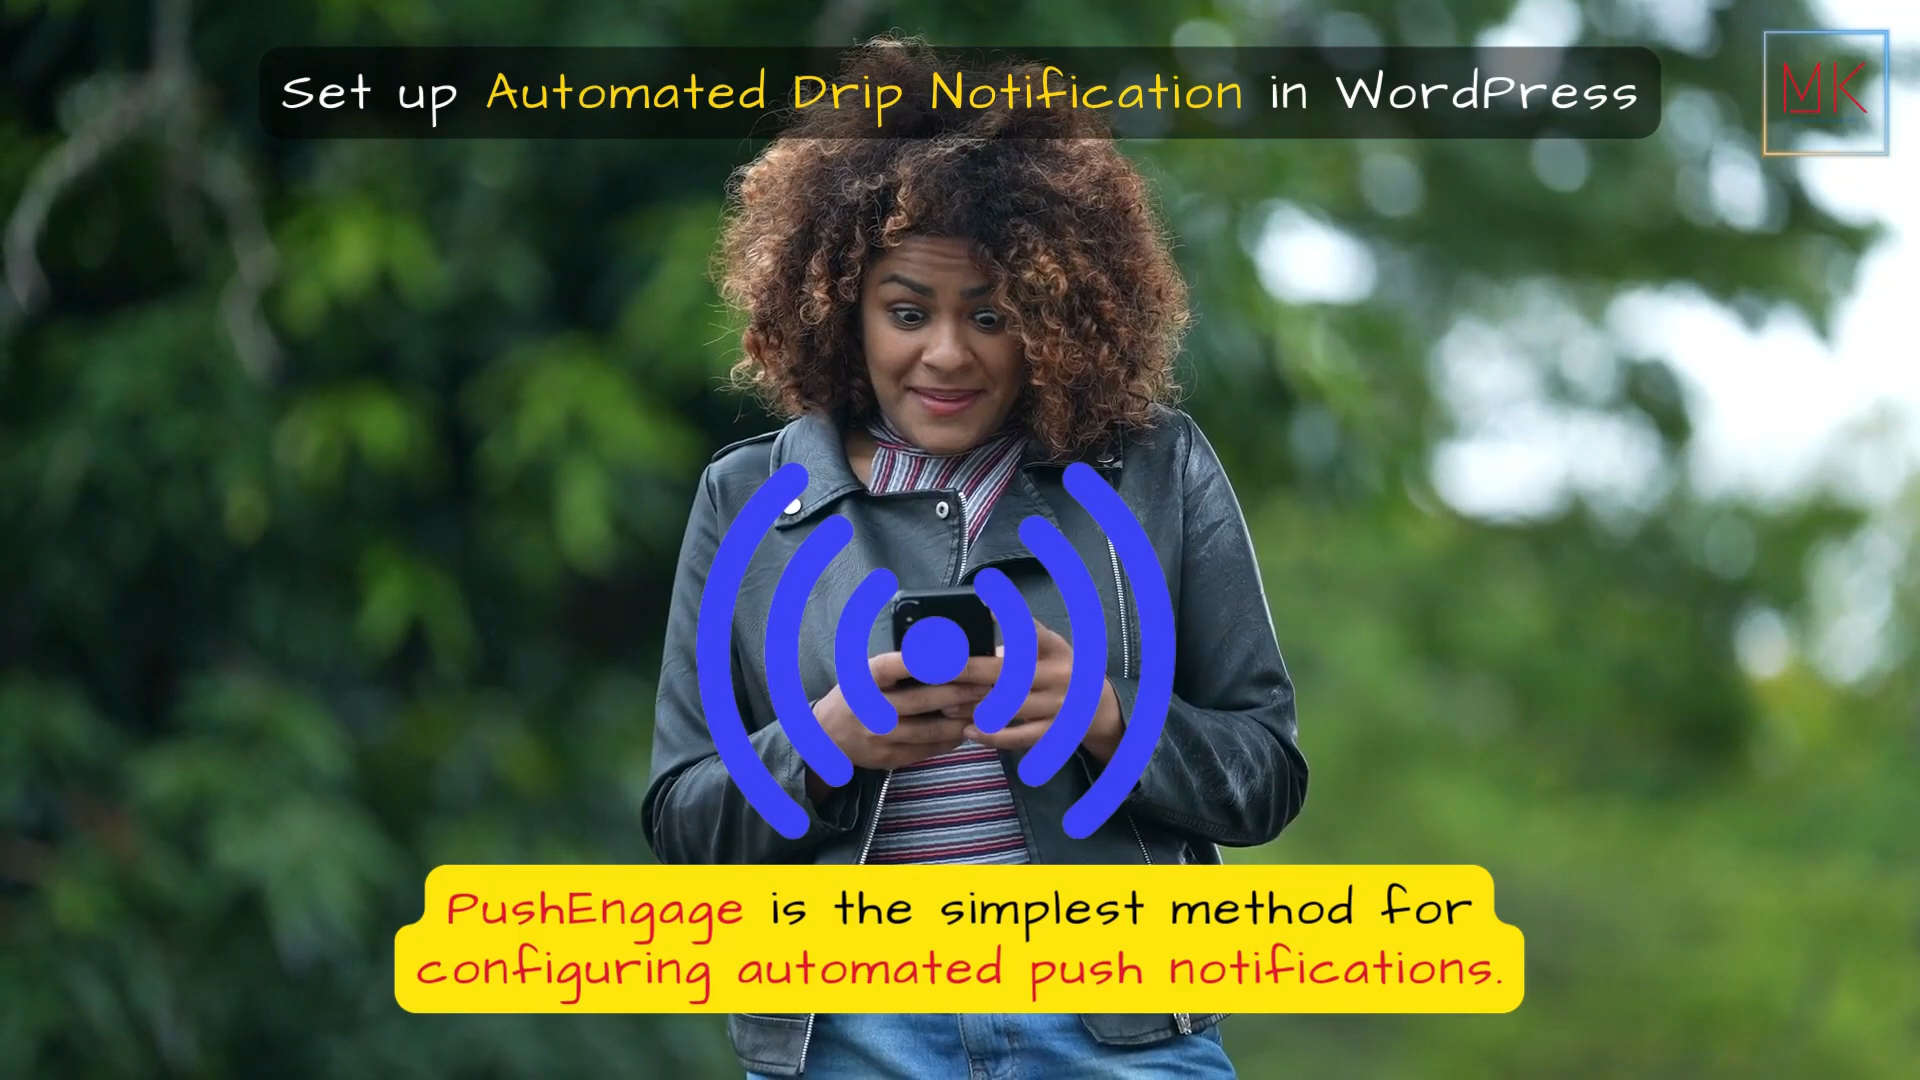 Set up Automated Drip Notification in WordPress
MK
PushEngage is the simplest method for
configuring automated push notifications.